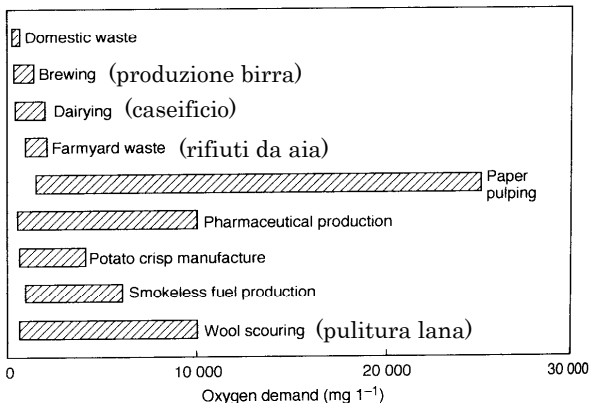 Domestic waste
Brewing (produzione birra)
Dairying (caseificio)
Farmyard waste (rifiuti da aia)
Paper
pulping
Pharmaceutical production
Potato crisp manufacture
Smokeless fuel production
Wool scouring (pulitura lana)
0 10 000 20 000 30 000
Oxygen demand (mg 1⁻¹)